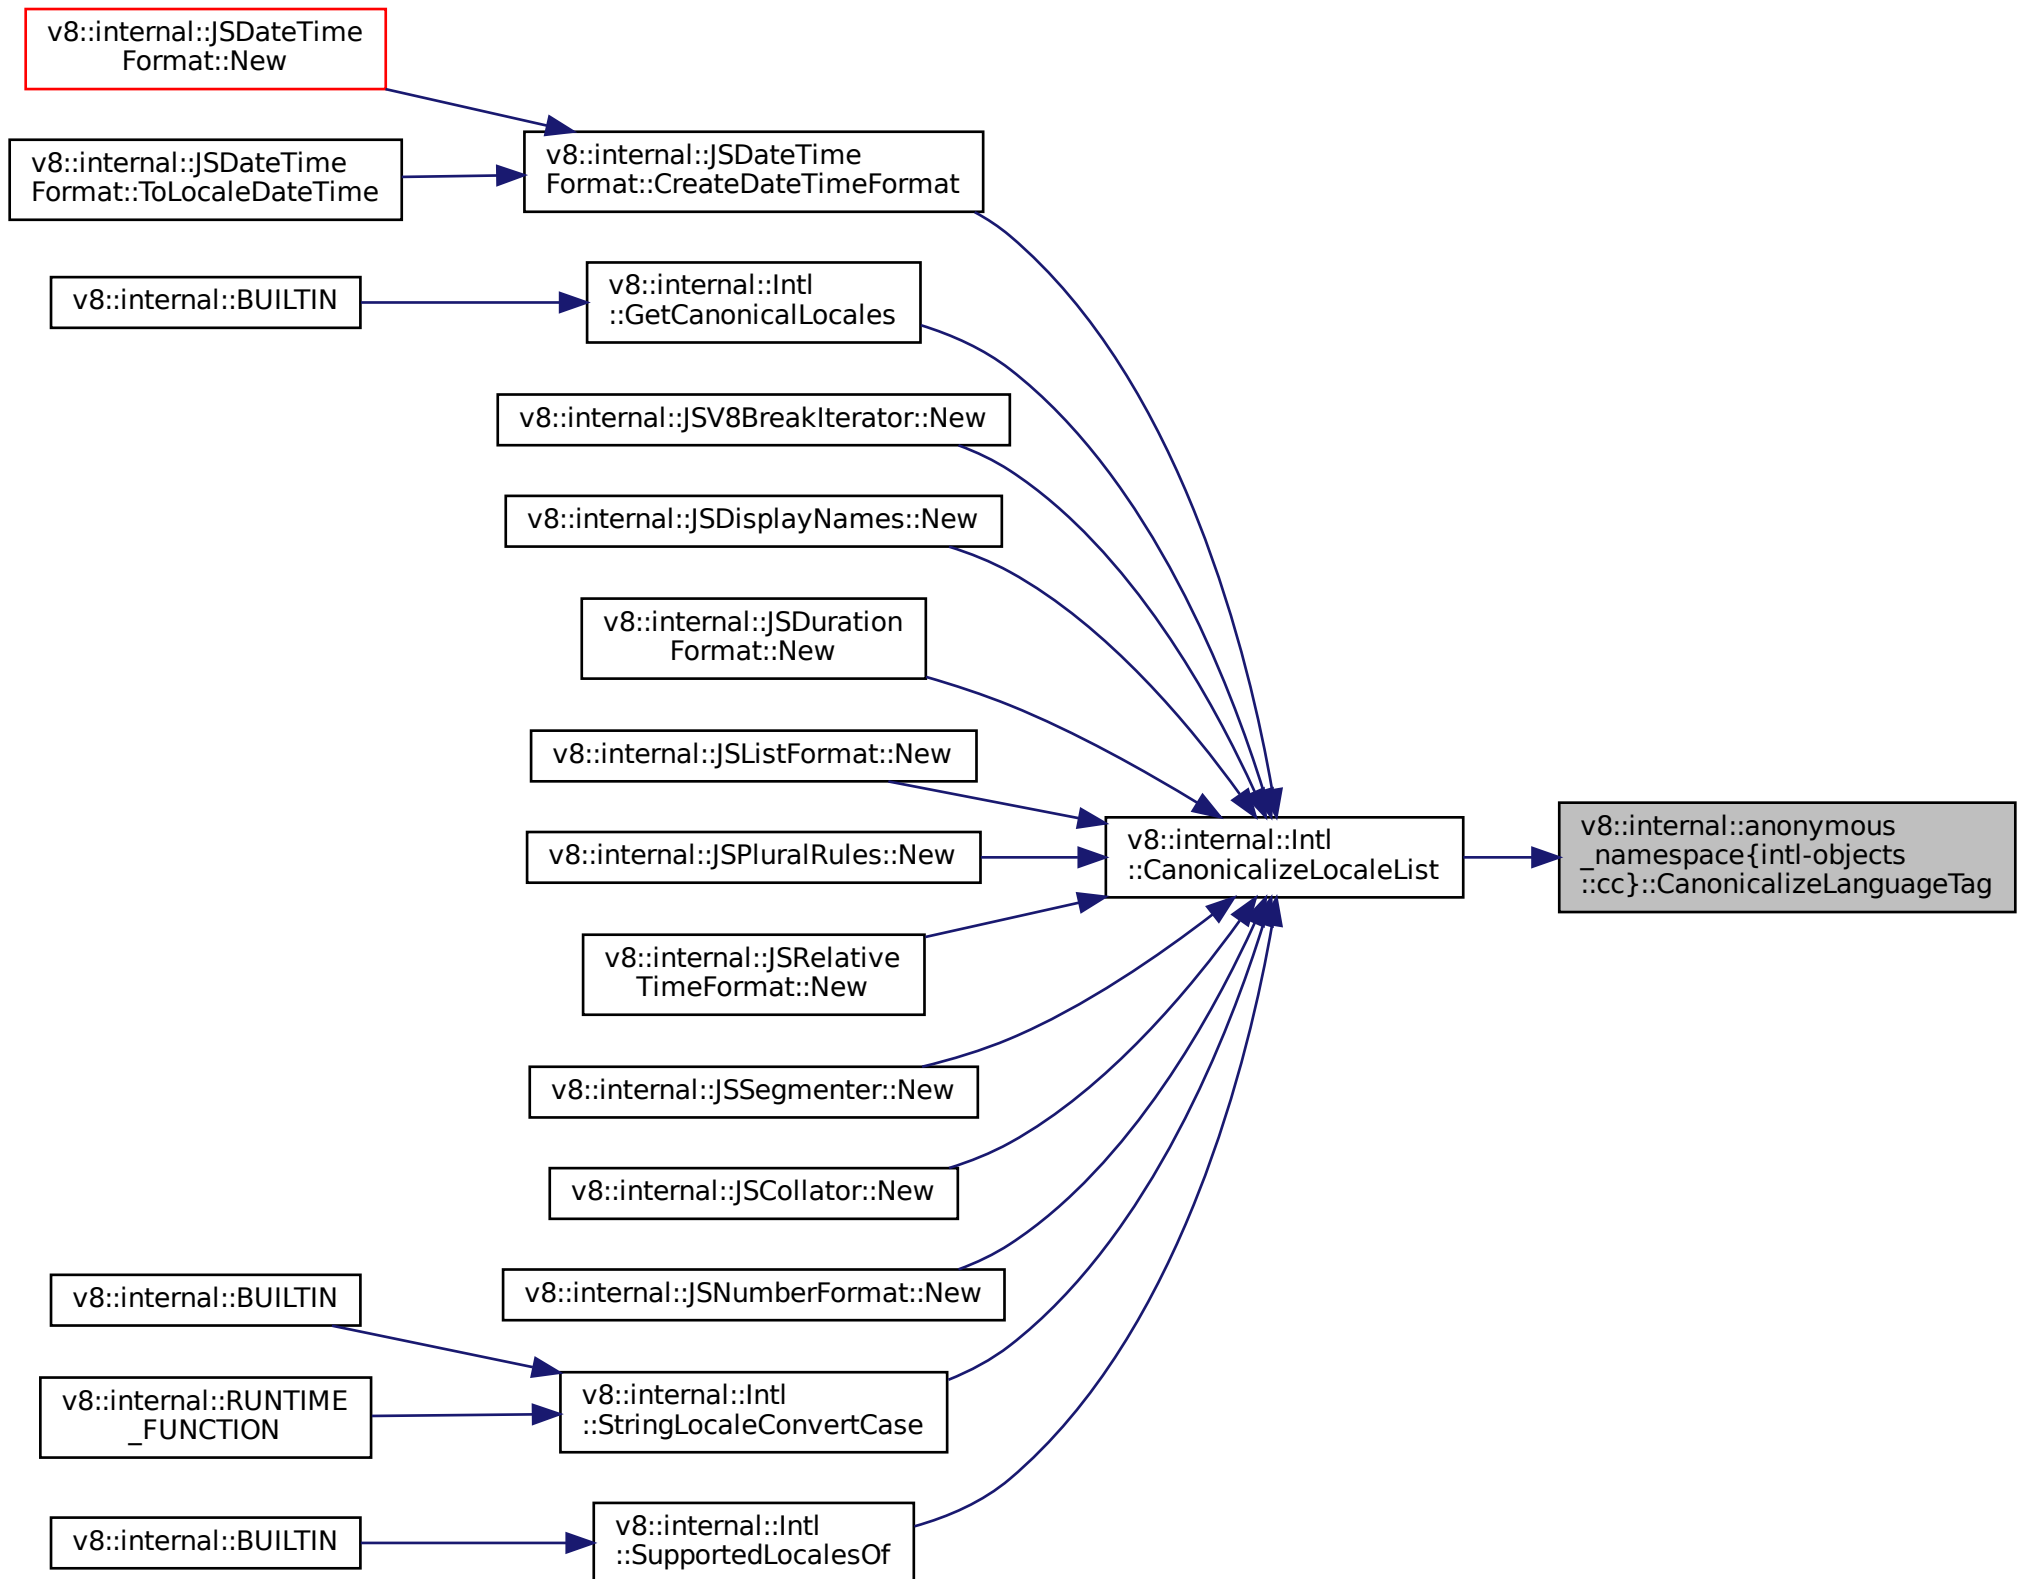 v8::internal::JSDateTime
Format::New
v8::internal::JSDateTime
Format::ToLocaleDateTime
v8::internal::JSDateTime
Format::CreateDateTimeFormat
v8::internal::BUILTIN
v8::internal::Intl
::GetCanonicalLocales
v8::internal::JSV8BreakIterator::New
v8::internal::JSDisplayNames::New
v8::internal::JSDuration
Format::New
v8::internal::JSListFormat::New
v8::internal::JSPluralRules::New
v8::internal::JSRelative
TimeFormat::New
v8::internal::JSSegmenter::New
v8::internal::JSCollator::New
v8::internal::JSNumberFormat::New
v8::internal::BUILTIN
v8::internal::RUNTIME
_FUNCTION
v8::internal::Intl
::StringLocaleConvertCase
v8::internal::BUILTIN
v8::internal::Intl
::SupportedLocalesOf
v8::internal::Intl
::CanonicalizeLocaleList
v8::internal::anonymous
_namespace{intl-objects
::cc}::CanonicalizeLanguageTag